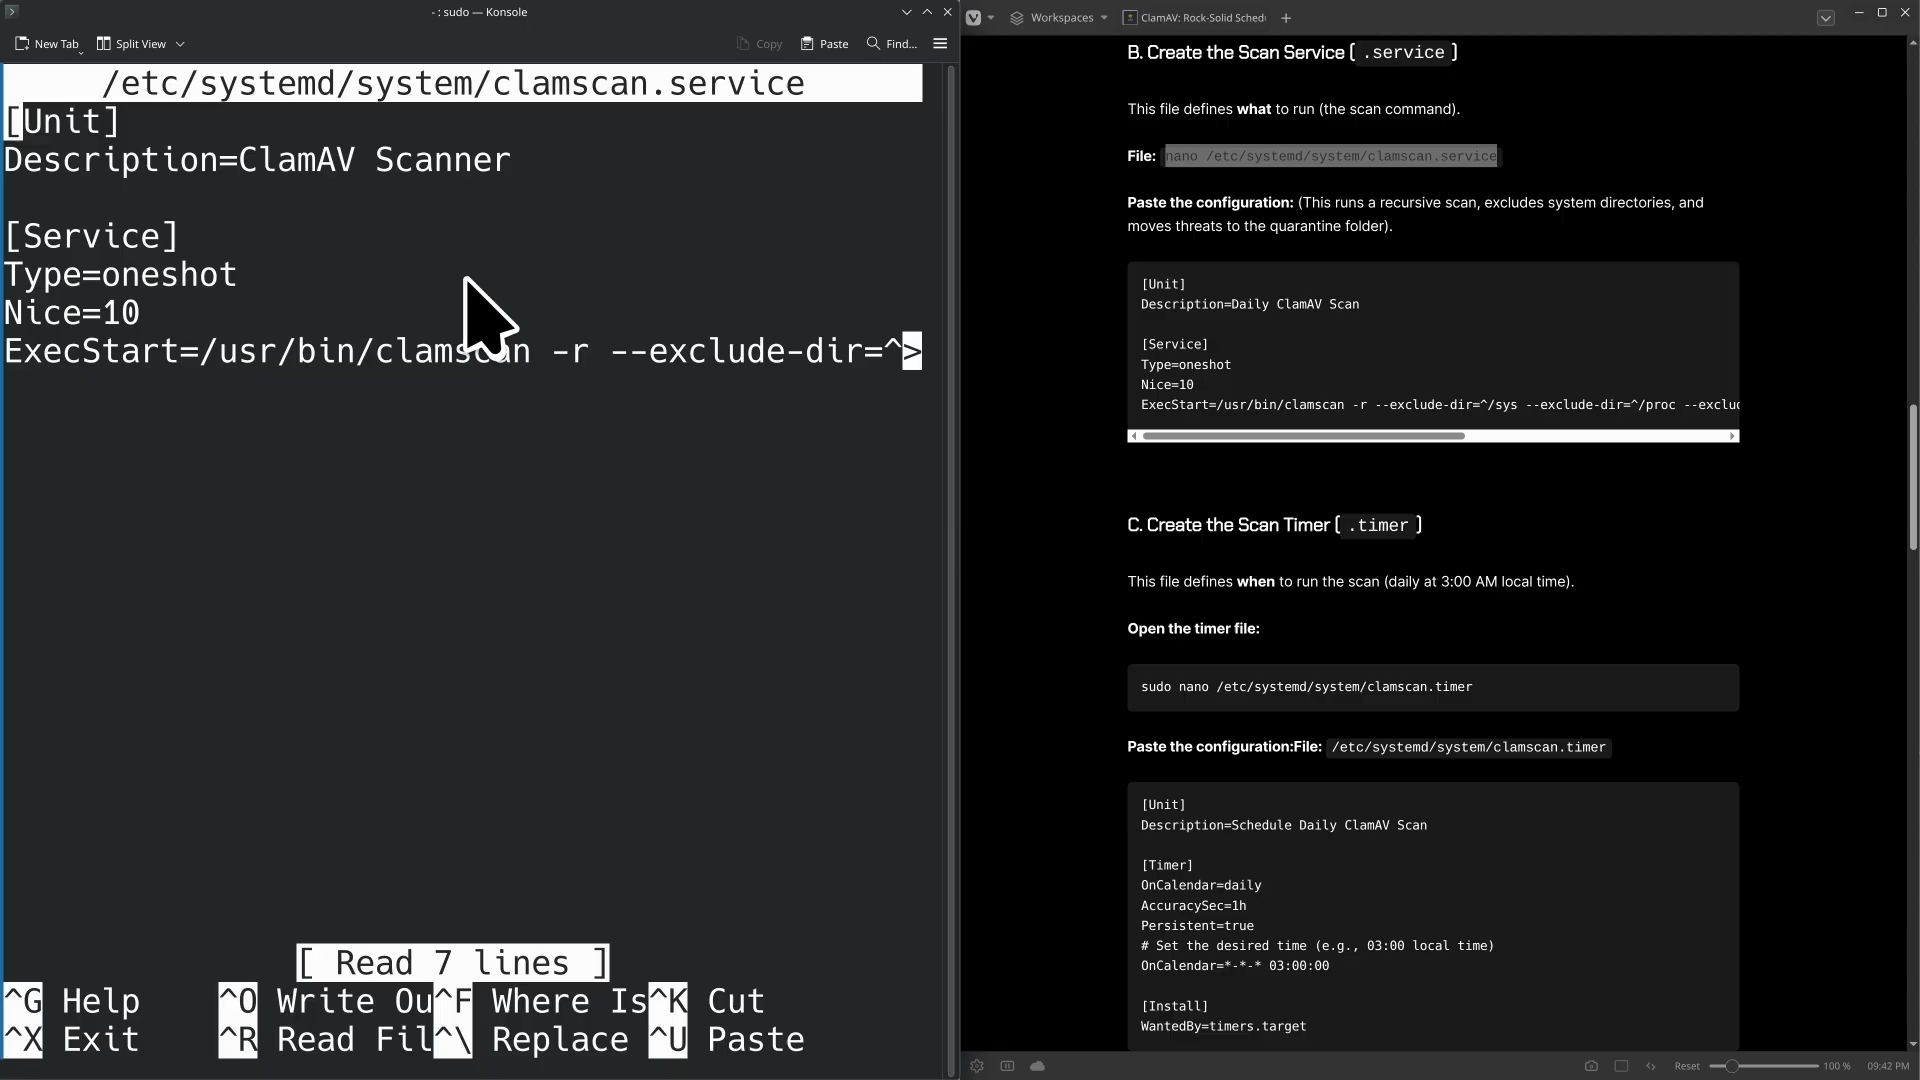 - : sudo — Konsole
New Tab
Split View
Copy
Paste
Find...
/etc/systemd/system/clamscan.service
[Unit]
Description=ClamAV Scanner
[Service]
Type=oneshot
Nice=10
ExecStart=/usr/bin/clamscan -r --exclude-dir=^>
[ Read 7 lines ]
^G Help ^O Write Ou^F Where Is^K Cut
^X Exit ^R Read Fil^\ Replace ^U Paste
Workspaces
ClamAV: Rock-Solid Sched
B. Create the Scan Service [ .service ]
This file defines what to run (the scan command).
File: nano /etc/systemd/system/clamscan.service
Paste the configuration: (This runs a recursive scan, excludes system directories, and
moves threats to the quarantine folder).
[Unit]
Description=Daily ClamAV Scan
[Service]
Type=oneshot
Nice=10
ExecStart=/usr/bin/clamscan -r --exclude-dir=^/sys --exclude-dir=^/proc --exclu
C. Create the Scan Timer [ .timer ]
This file defines when to run the scan (daily at 3:00 AM local time).
Open the timer file:
sudo nano /etc/systemd/system/clamscan.timer
Paste the configuration:File: /etc/systemd/system/clamscan.timer
[Unit]
Description=Schedule Daily ClamAV Scan
[Timer]
OnCalendar=daily
AccuracySec=1h
Persistent=true
# Set the desired time (e.g., 03:00 local time)
OnCalendar=*-*-* 03:00:00
[Install]
WantedBy=timers.target
Reset
100 %
09:42 PM